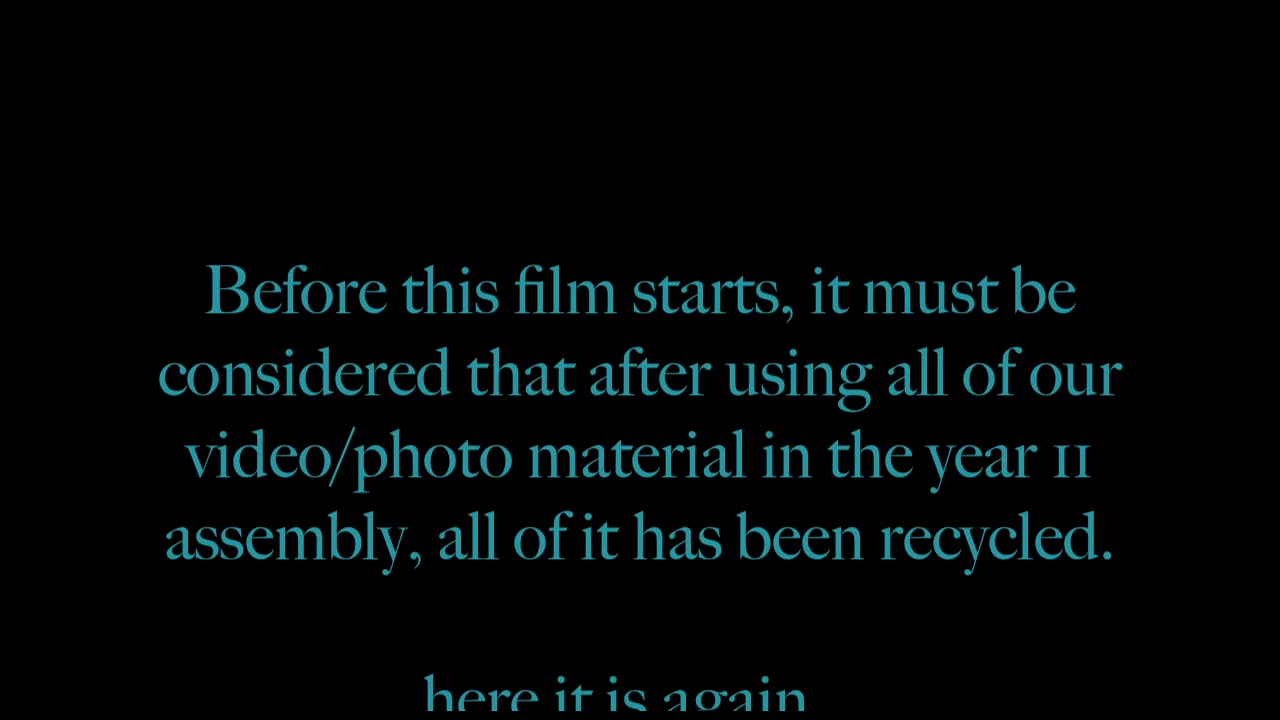 Before this film starts, it must be
considered that after using all of our
video/photo material in the year 11
assembly, all of it has been recycled.
here it is again